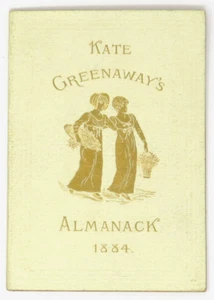 KATE
GREENAWAY'S
ALMANACK
1884.